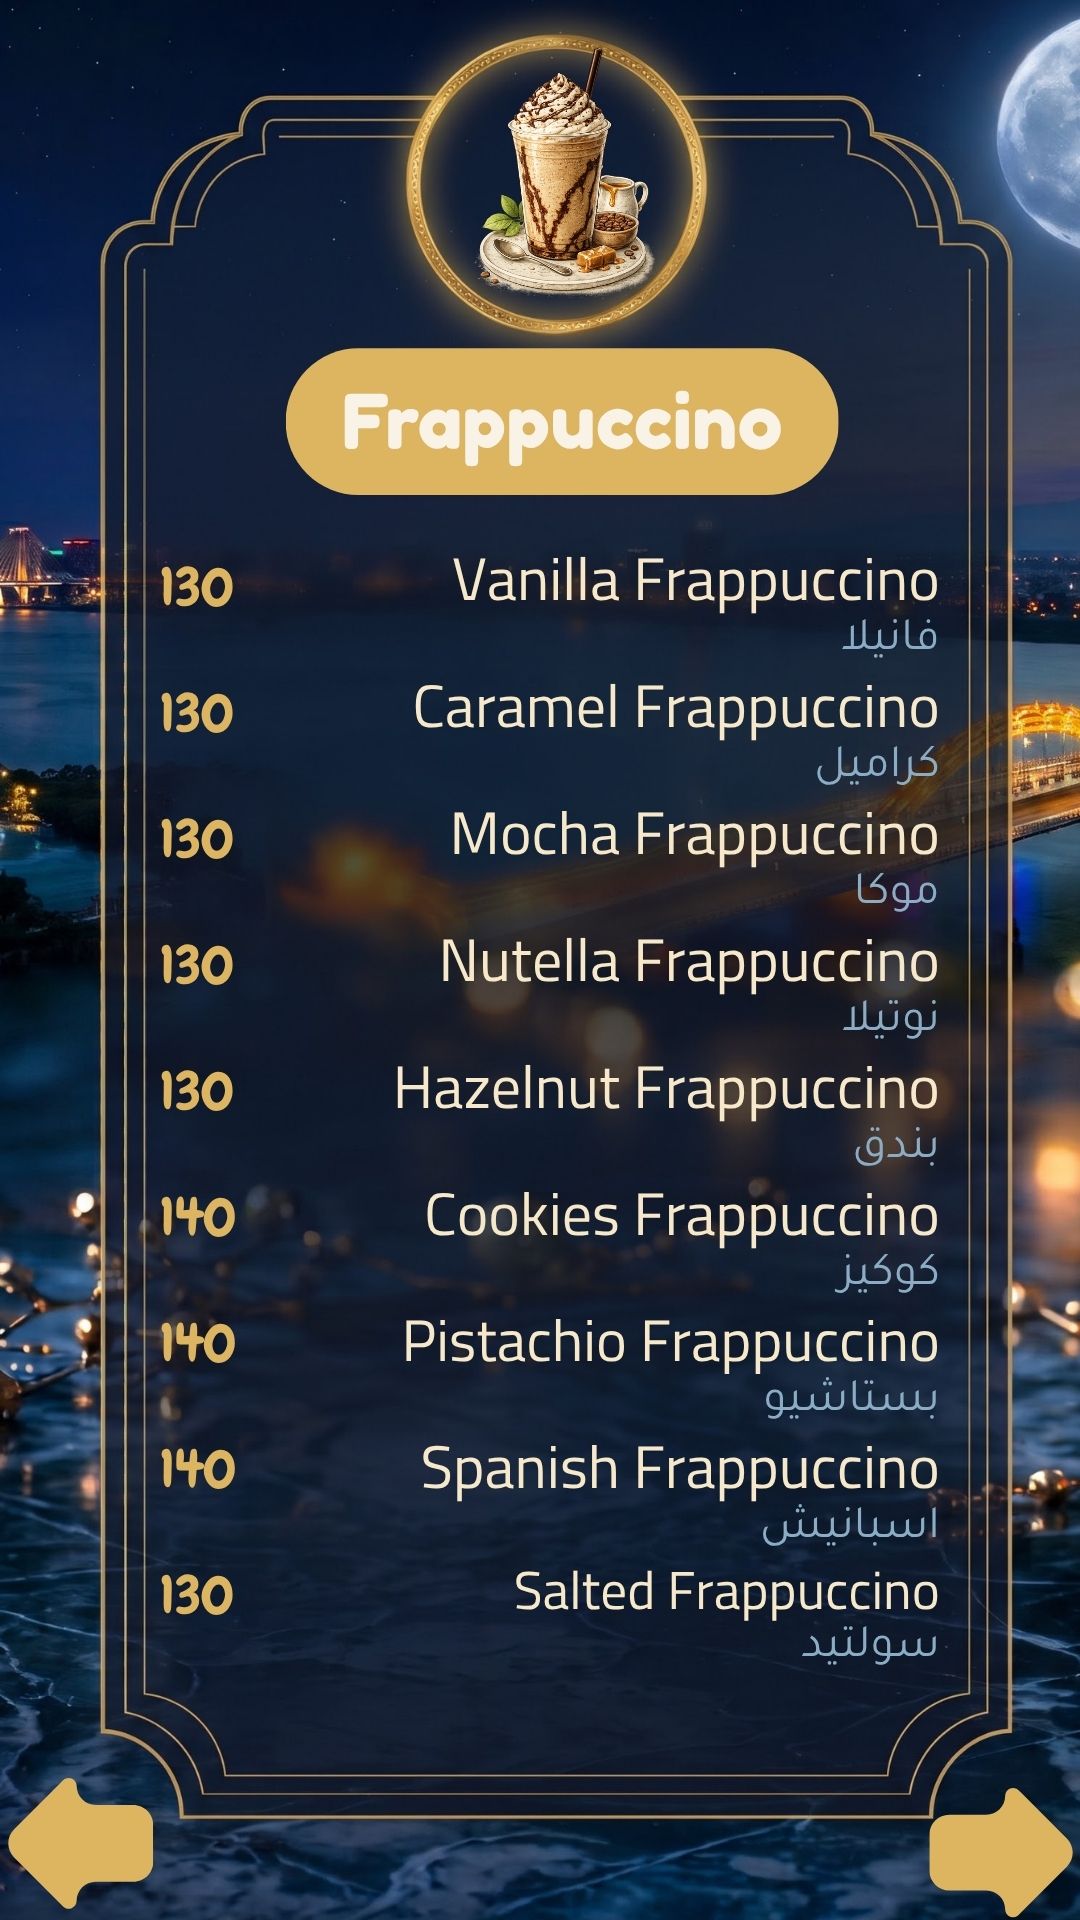 Frappuccino
130 Vanilla Frappuccino
فانيلا
130 Caramel Frappuccino
كراميل
130 Mocha Frappuccino
موكا
130 Nutella Frappuccino
نوتيلا
130 Hazelnut Frappuccino
بندق
140 Cookies Frappuccino
كوكيز
140 Pistachio Frappuccino
بستاشيو
140 Spanish Frappuccino
اسبانيش
130 Salted Frappuccino
سولتيد